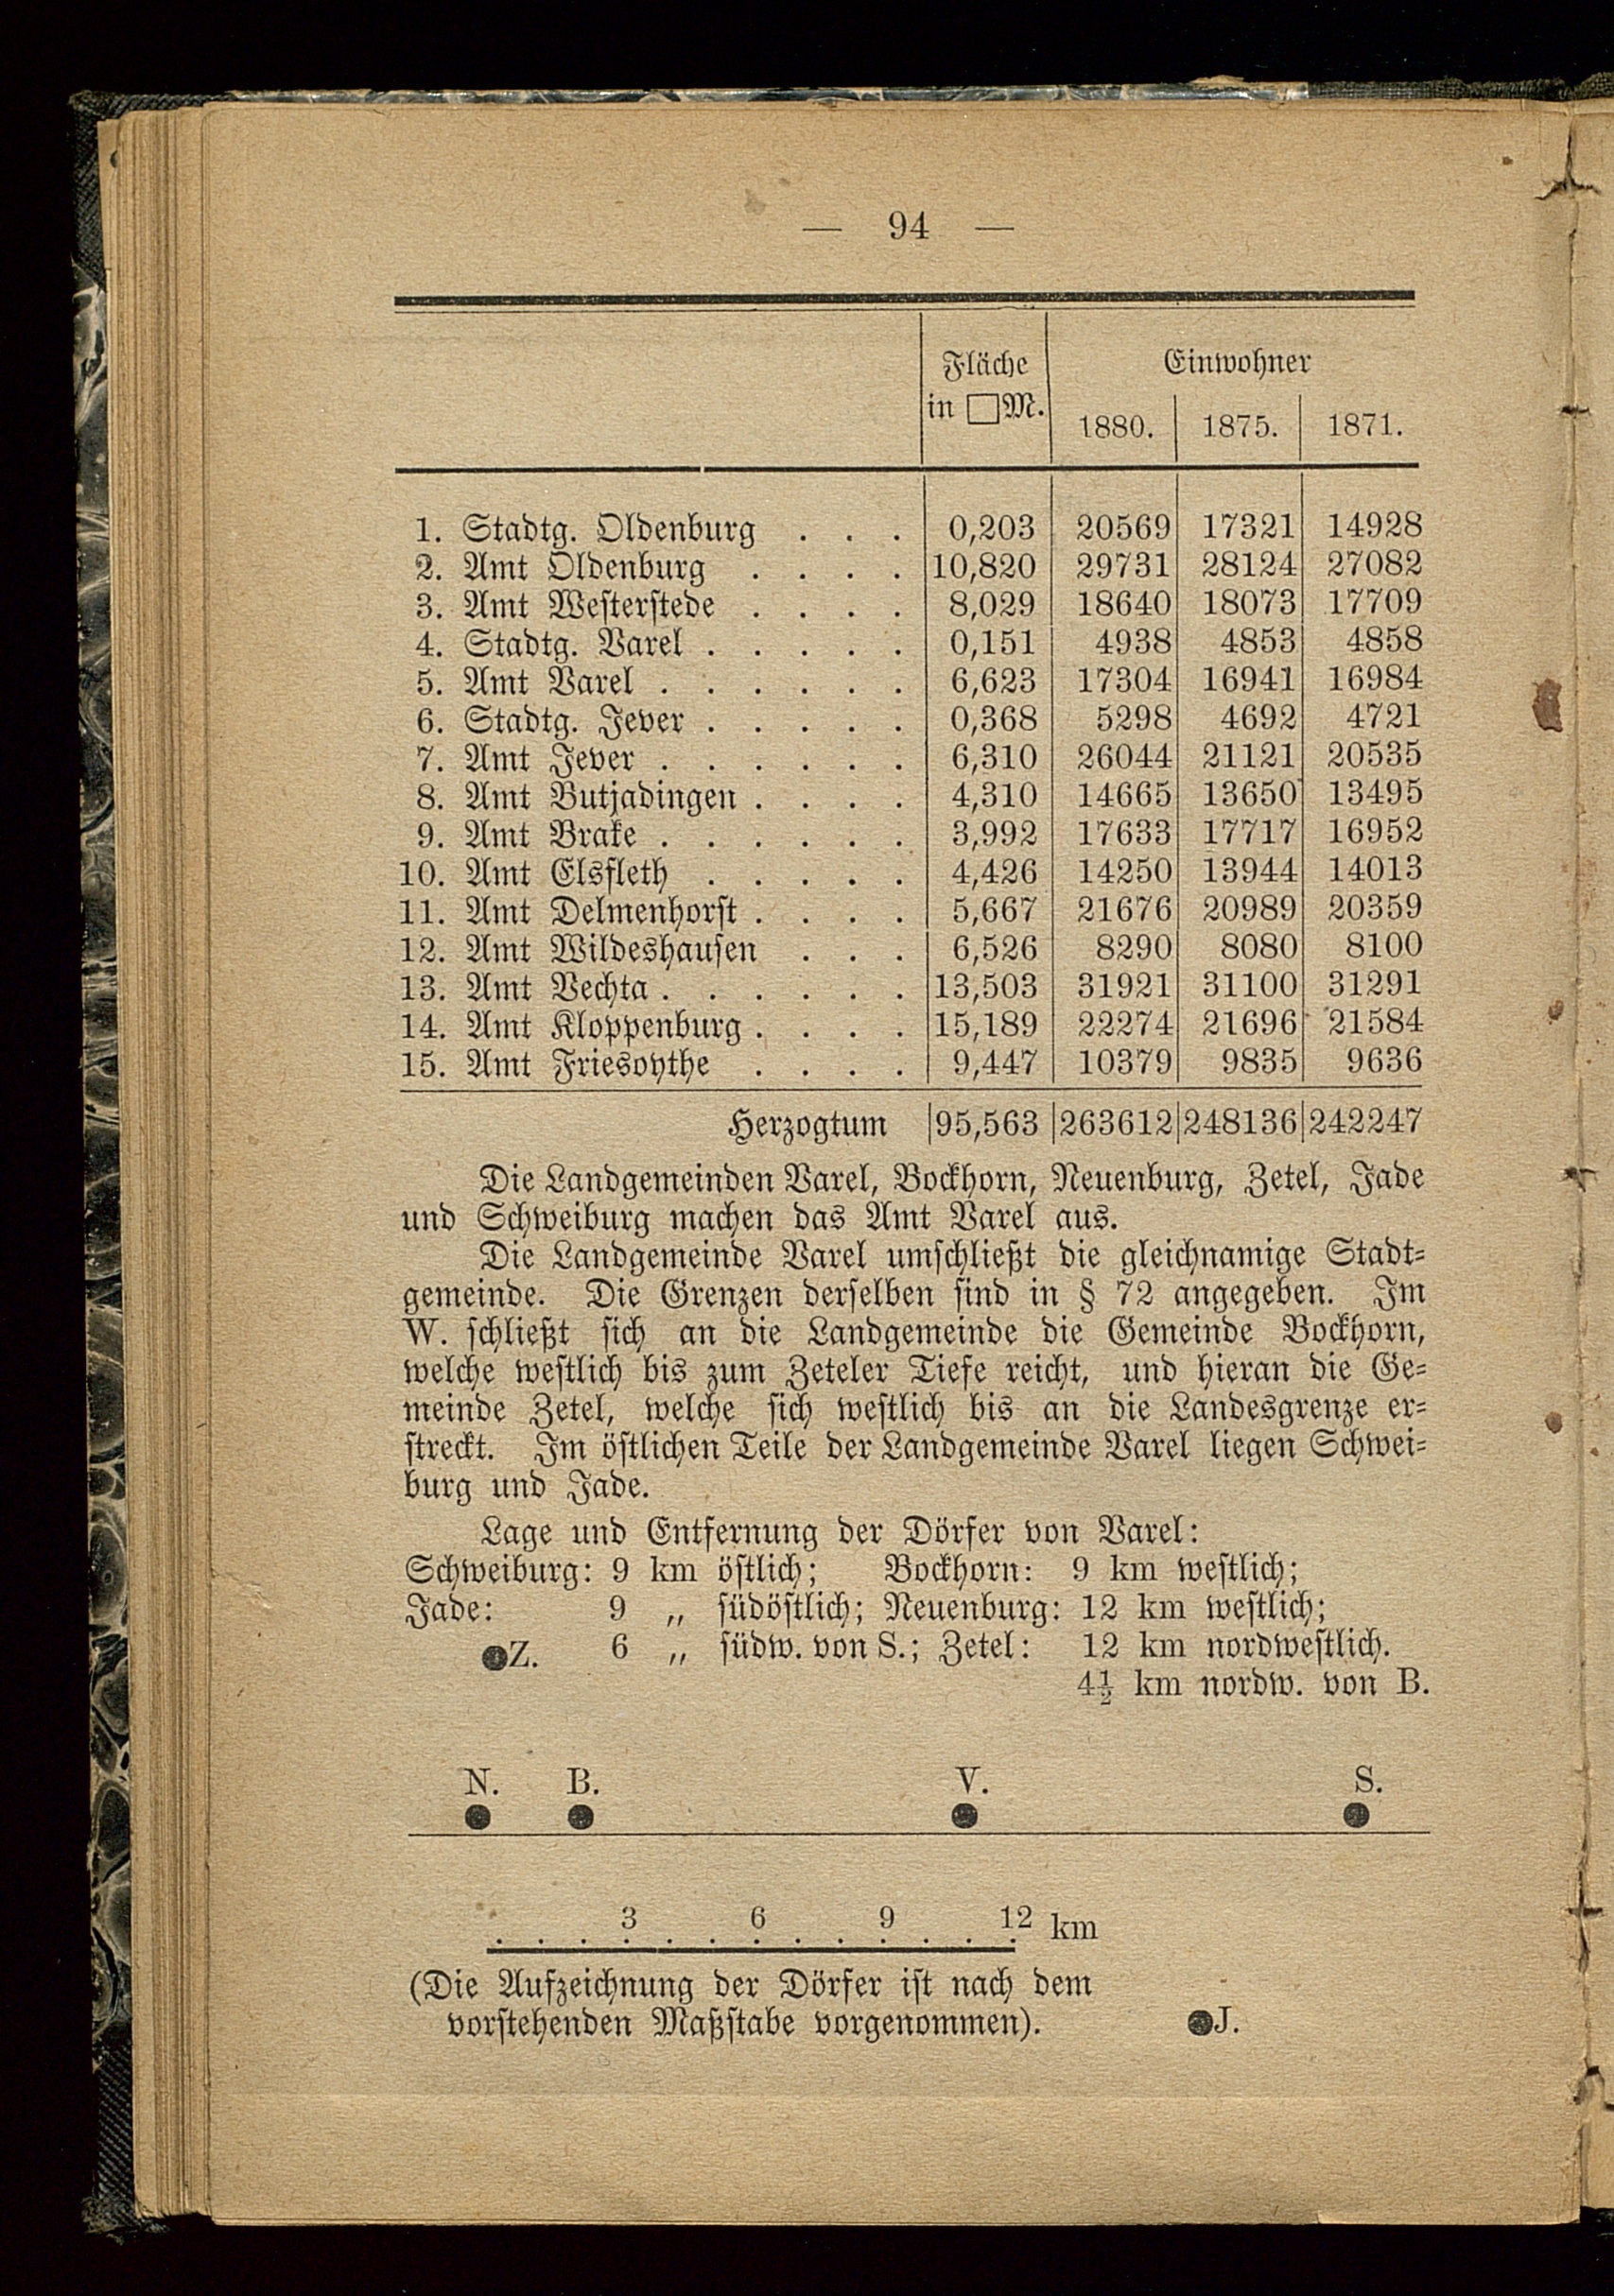 — 94 —
Fläche Einwohner
in □M. 1880. 1875. 1871.
1. Stadtg. Oldenburg . . . 0,203 20569 17321 14928
2. Amt Oldenburg . . . . 10,820 29731 28124 27082
3. Amt Westerstede . . . . 8,029 18640 18073 17709
4. Stadtg. Varel . . . . . 0,151 4938 4853 4858
5. Amt Varel . . . . . . 6,623 17304 16941 16984
6. Stadtg. Jever . . . . . 0,368 5298 4692 4721
7. Amt Jever . . . . . . 6,310 26044 21121 20535
8. Amt Butjadingen . . . . 4,310 14665 13650 13495
9. Amt Brake . . . . . . 3,992 17633 17717 16952
10. Amt Elsfleth . . . . . 4,426 14250 13944 14013
11. Amt Delmenhorst . . . . 5,667 21676 20989 20359
12. Amt Wildeshausen . . . 6,526 8290 8080 8100
13. Amt Vechta . . . . . . 13,503 31921 31100 31291
14. Amt Kloppenburg . . . . 15,189 22274 21696 21584
15. Amt Friesoythe . . . . 9,447 10379 9835 9636
Herzogtum 95,563 263612 248136 242247
Die Landgemeinden Varel, Bockhorn, Neuenburg, Zetel, Jade
und Schweiburg machen das Amt Varel aus.
Die Landgemeinde Varel umschließt die gleichnamige Stadt-
gemeinde. Die Grenzen derselben sind in § 72 angegeben. Im
W. schließt sich an die Landgemeinde die Gemeinde Bockhorn,
welche westlich bis zum Zeteler Tiefe reicht, und hieran die Ge-
meinde Zetel, welche sich westlich bis an die Landesgrenze er-
streckt. Im östlichen Teile der Landgemeinde Varel liegen Schwei-
burg und Jade.
Lage und Entfernung der Dörfer von Varel:
Schweiburg: 9 km östlich; Bockhorn: 9 km westlich;
Jade: 9 „ südöstlich; Neuenburg: 12 km westlich;
●Z. 6 „ südw. von S.; Zetel: 12 km nordwestlich.
4½ km nordw. von B.
N. B. V. S.
3 6 9 12 km
(Die Aufzeichnung der Dörfer ist nach dem
vorstehenden Maßstabe vorgenommen). ●J.